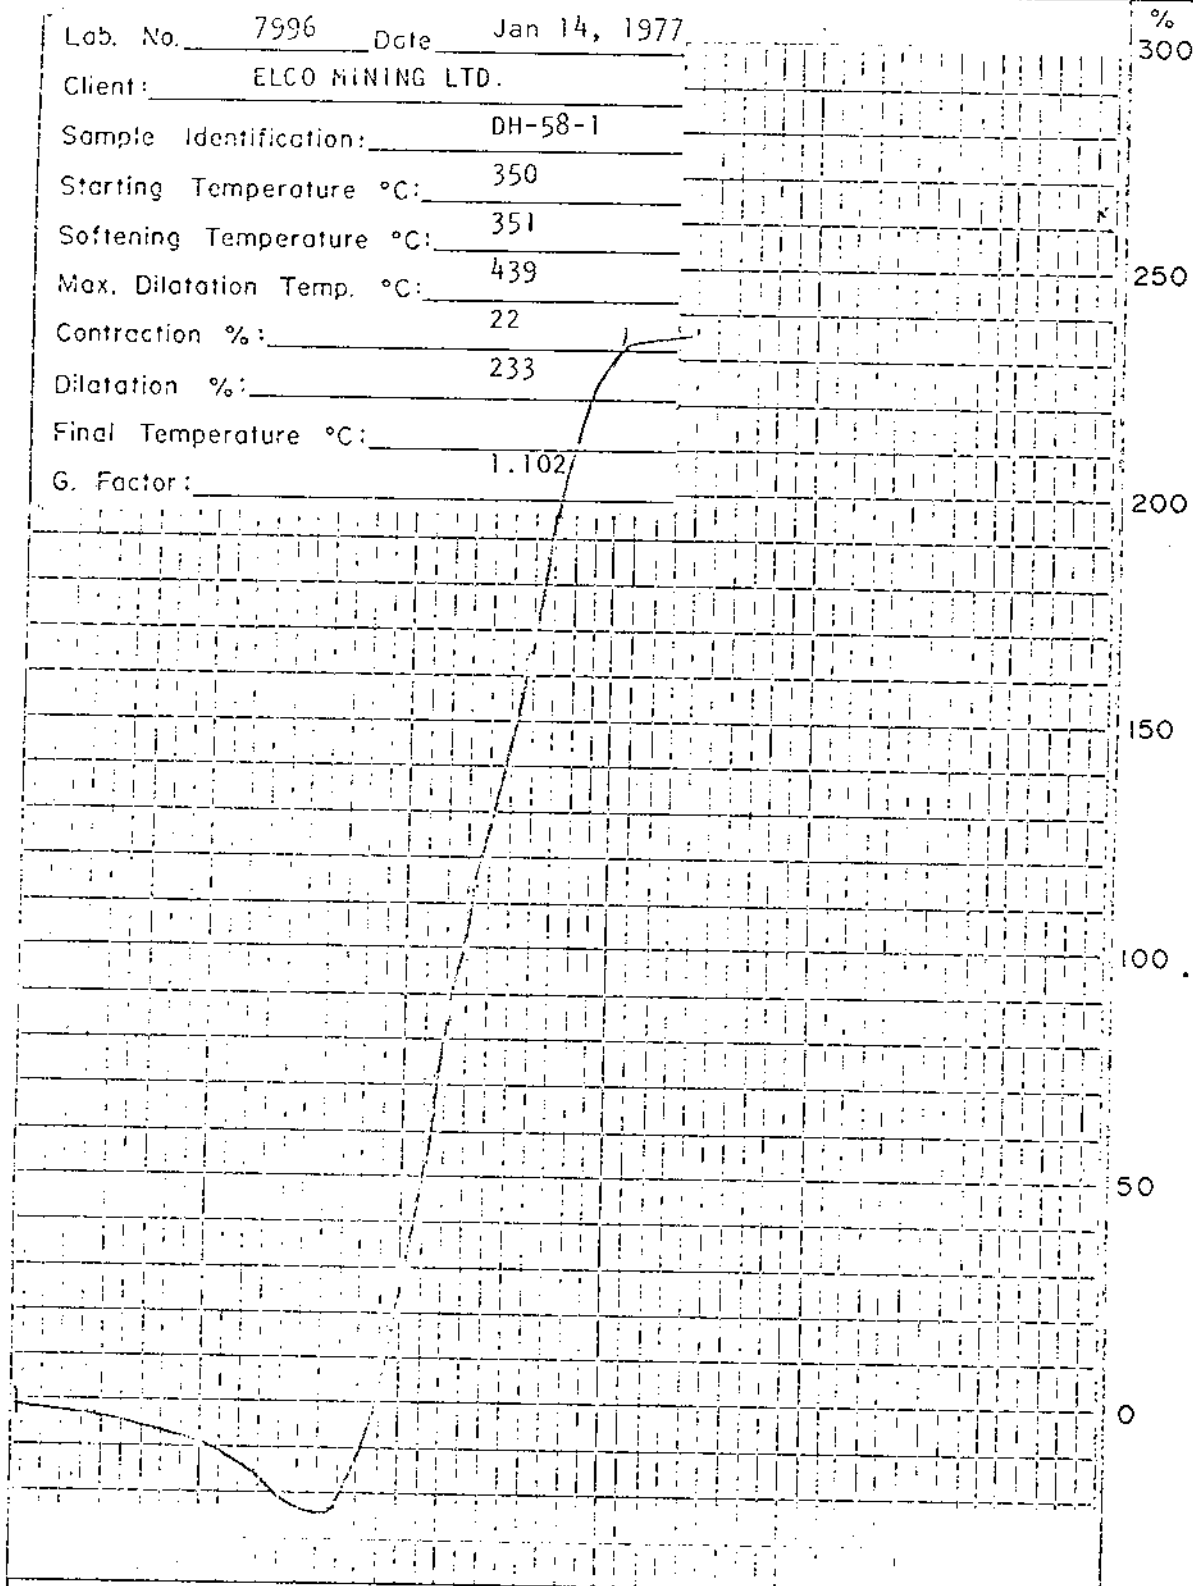 Lab. No. 7996 Date Jan 14, 1977
Client: ELCO MINING LTD.
Sample Identification: DH-58-1
Starting Temperature °C: 350
Softening Temperature °C: 351
Max. Dilatation Temp. °C: 439
Contraction %: 22
Dilatation %: 233
Final Temperature °C:
G. Factor: 1.102
%
300
250
200
150
100
50
0